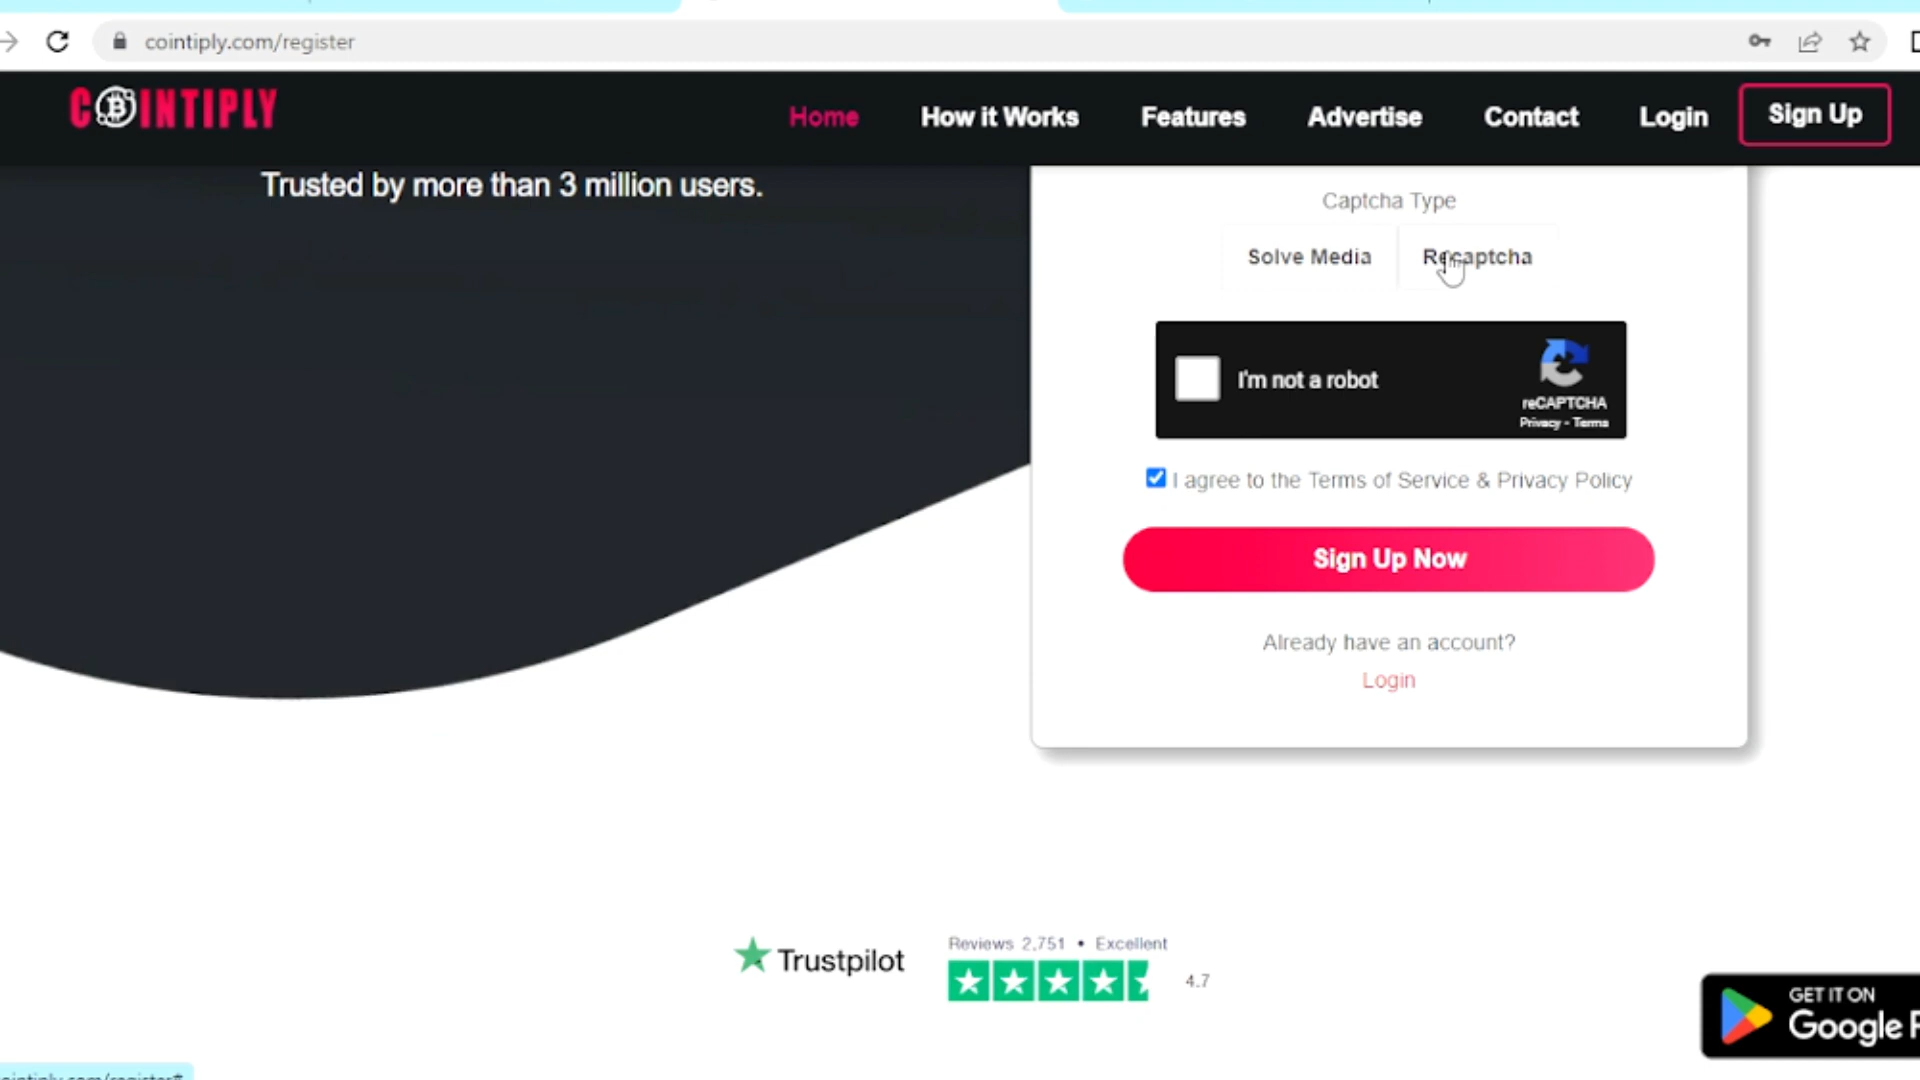 cointiply.com/register
COINTIPLY
Home How it Works Features Advertise Contact Login Sign Up
Trusted by more than 3 million users.
Captcha Type
Solve Media Recaptcha
I'm not a robot
reCAPTCHA
Privacy - Terms
I agree to the Terms of Service & Privacy Policy
Sign Up Now
Already have an account?
Login
Trustpilot
Reviews 2,751 • Excellent
4.7
GET IT ON
Google P